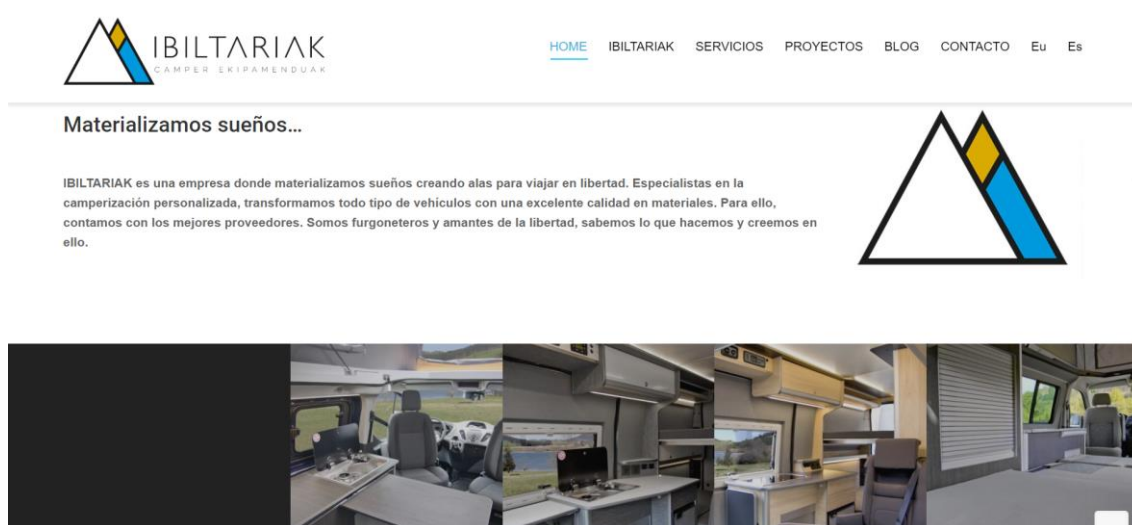 IBILTARIAK
CAMPER EKIPAMENDUAK
HOME IBILTARIAK SERVICIOS PROYECTOS BLOG CONTACTO Eu Es
Materializamos sueños...
IBILTARIAK es una empresa donde materializamos sueños creando alas para viajar en libertad. Especialistas en la
camperización personalizada, transformamos todo tipo de vehículos con una excelente calidad en materiales. Para ello,
contamos con los mejores proveedores. Somos furgoneteros y amantes de la libertad, sabemos lo que hacemos y creemos en
ello.